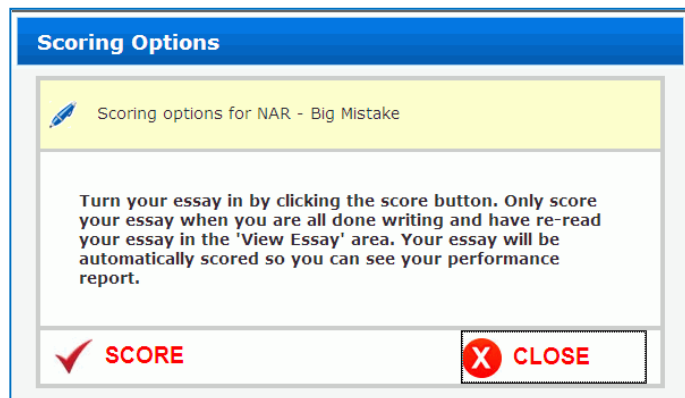 Scoring Options
Scoring options for NAR - Big Mistake
Turn your essay in by clicking the score button. Only score
your essay when you are all done writing and have re-read
your essay in the 'View Essay' area. Your essay will be
automatically scored so you can see your performance
report.
SCORE
X CLOSE